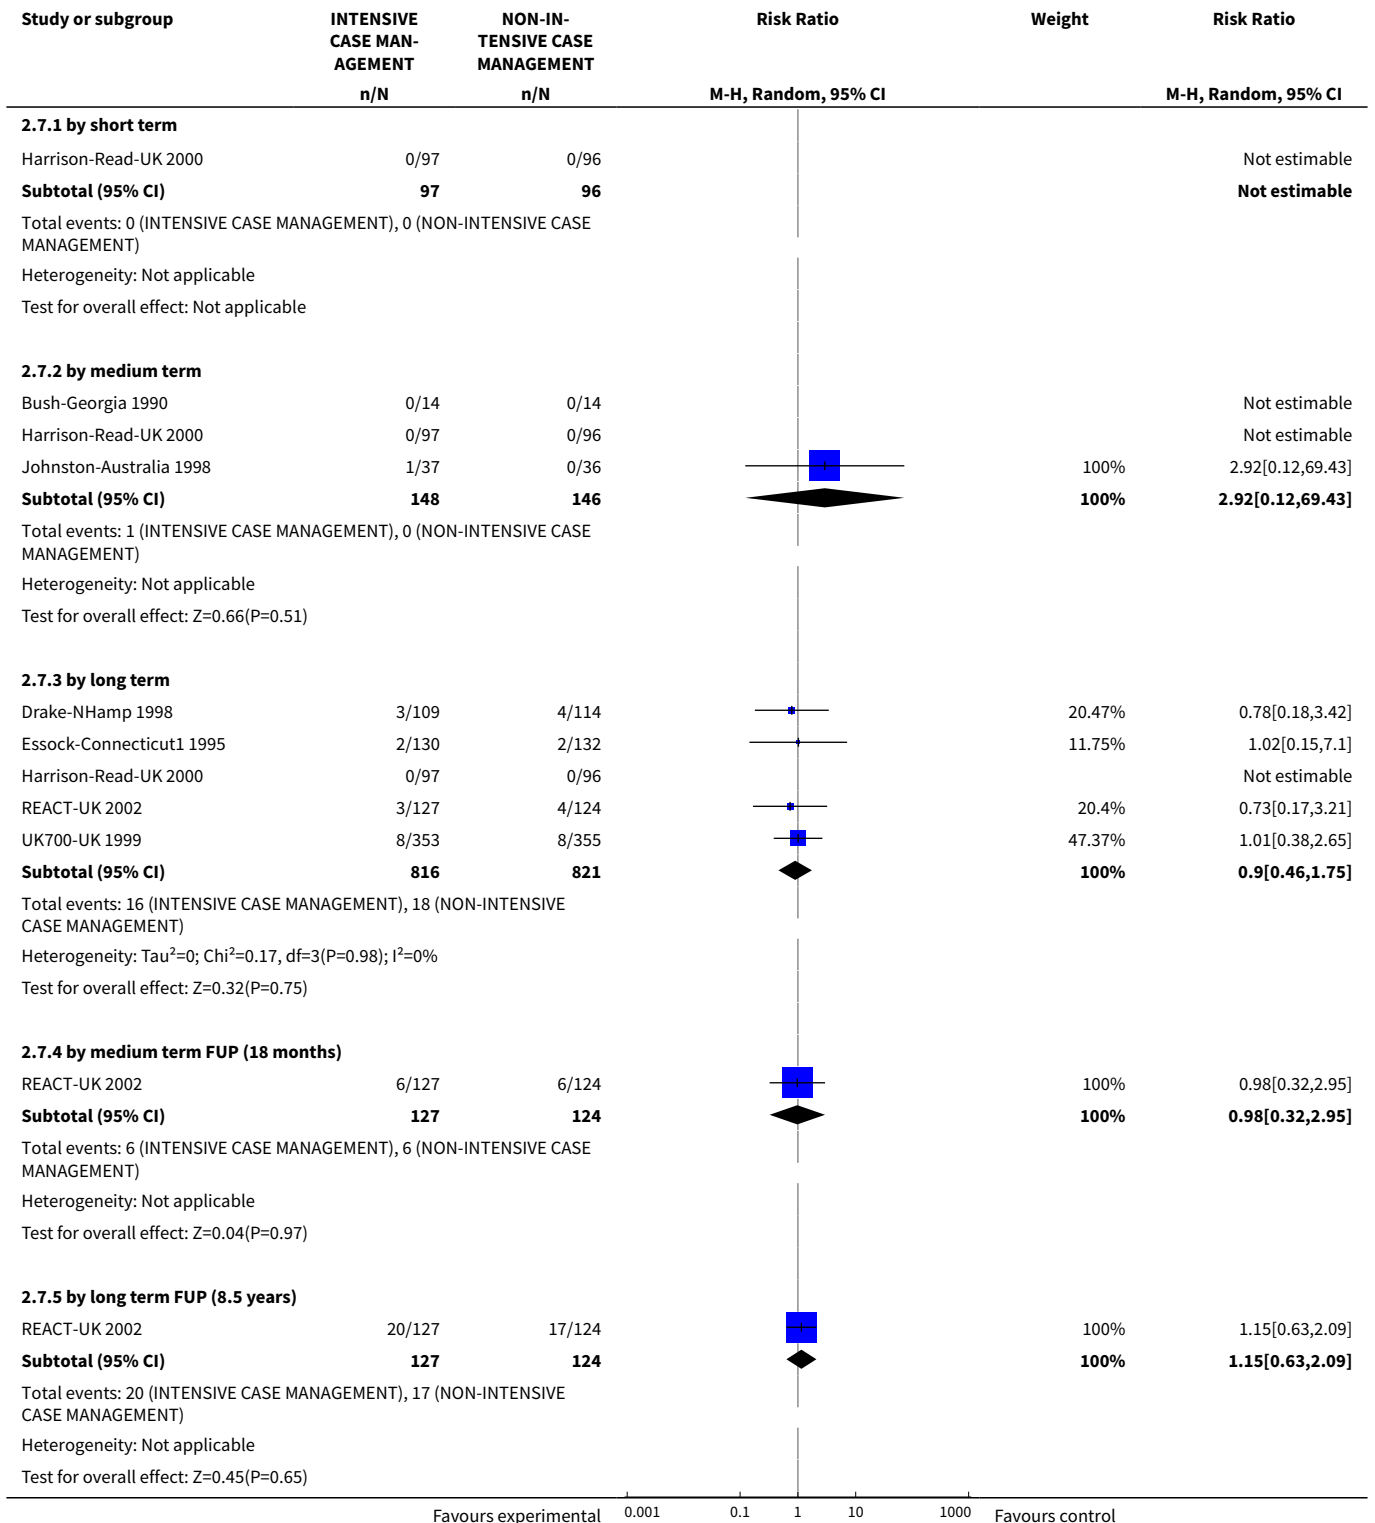 Study or subgroup INTENSIVE CASE MAN-AGEMENT NON-IN-TENSIVE CASE MANAGEMENT Risk Ratio Weight Risk Ratio
n/N n/N M-H, Random, 95% CI M-H, Random, 95% CI
2.7.1 by short term
Harrison-Read-UK 2000 0/97 0/96 Not estimable
Subtotal (95% CI) 97 96 Not estimable
Total events: 0 (INTENSIVE CASE MANAGEMENT), 0 (NON-INTENSIVE CASE
MANAGEMENT)
Heterogeneity: Not applicable
Test for overall effect: Not applicable
2.7.2 by medium term
Bush-Georgia 1990 0/14 0/14 Not estimable
Harrison-Read-UK 2000 0/97 0/96 Not estimable
Johnston-Australia 1998 1/37 0/36 100% 2.92[0.12,69.43]
Subtotal (95% CI) 148 146 100% 2.92[0.12,69.43]
Total events: 1 (INTENSIVE CASE MANAGEMENT), 0 (NON-INTENSIVE CASE
MANAGEMENT)
Heterogeneity: Not applicable
Test for overall effect: Z=0.66(P=0.51)
2.7.3 by long term
Drake-NHamp 1998 3/109 4/114 20.47% 0.78[0.18,3.42]
Essock-Connecticut1 1995 2/130 2/132 11.75% 1.02[0.15,7.1]
Harrison-Read-UK 2000 0/97 0/96 Not estimable
REACT-UK 2002 3/127 4/124 20.4% 0.73[0.17,3.21]
UK700-UK 1999 8/353 8/355 47.37% 1.01[0.38,2.65]
Subtotal (95% CI) 816 821 100% 0.9[0.46,1.75]
Total events: 16 (INTENSIVE CASE MANAGEMENT), 18 (NON-INTENSIVE
CASE MANAGEMENT)
Heterogeneity: Tau²=0; Chi²=0.17, df=3(P=0.98); I²=0%
Test for overall effect: Z=0.32(P=0.75)
2.7.4 by medium term FUP (18 months)
REACT-UK 2002 6/127 6/124 100% 0.98[0.32,2.95]
Subtotal (95% CI) 127 124 100% 0.98[0.32,2.95]
Total events: 6 (INTENSIVE CASE MANAGEMENT), 6 (NON-INTENSIVE CASE
MANAGEMENT)
Heterogeneity: Not applicable
Test for overall effect: Z=0.04(P=0.97)
2.7.5 by long term FUP (8.5 years)
REACT-UK 2002 20/127 17/124 100% 1.15[0.63,2.09]
Subtotal (95% CI) 127 124 100% 1.15[0.63,2.09]
Total events: 20 (INTENSIVE CASE MANAGEMENT), 17 (NON-INTENSIVE
CASE MANAGEMENT)
Heterogeneity: Not applicable
Test for overall effect: Z=0.45(P=0.65)
Favours experimental 0.001 0.1 1 10 1000 Favours control